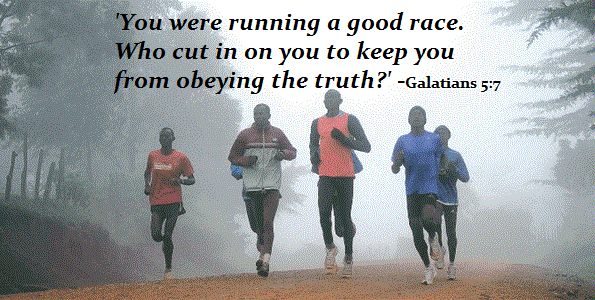 'You were running a good race.
Who cut in on you to keep you
from obeying the truth?' -Galatians 5:7